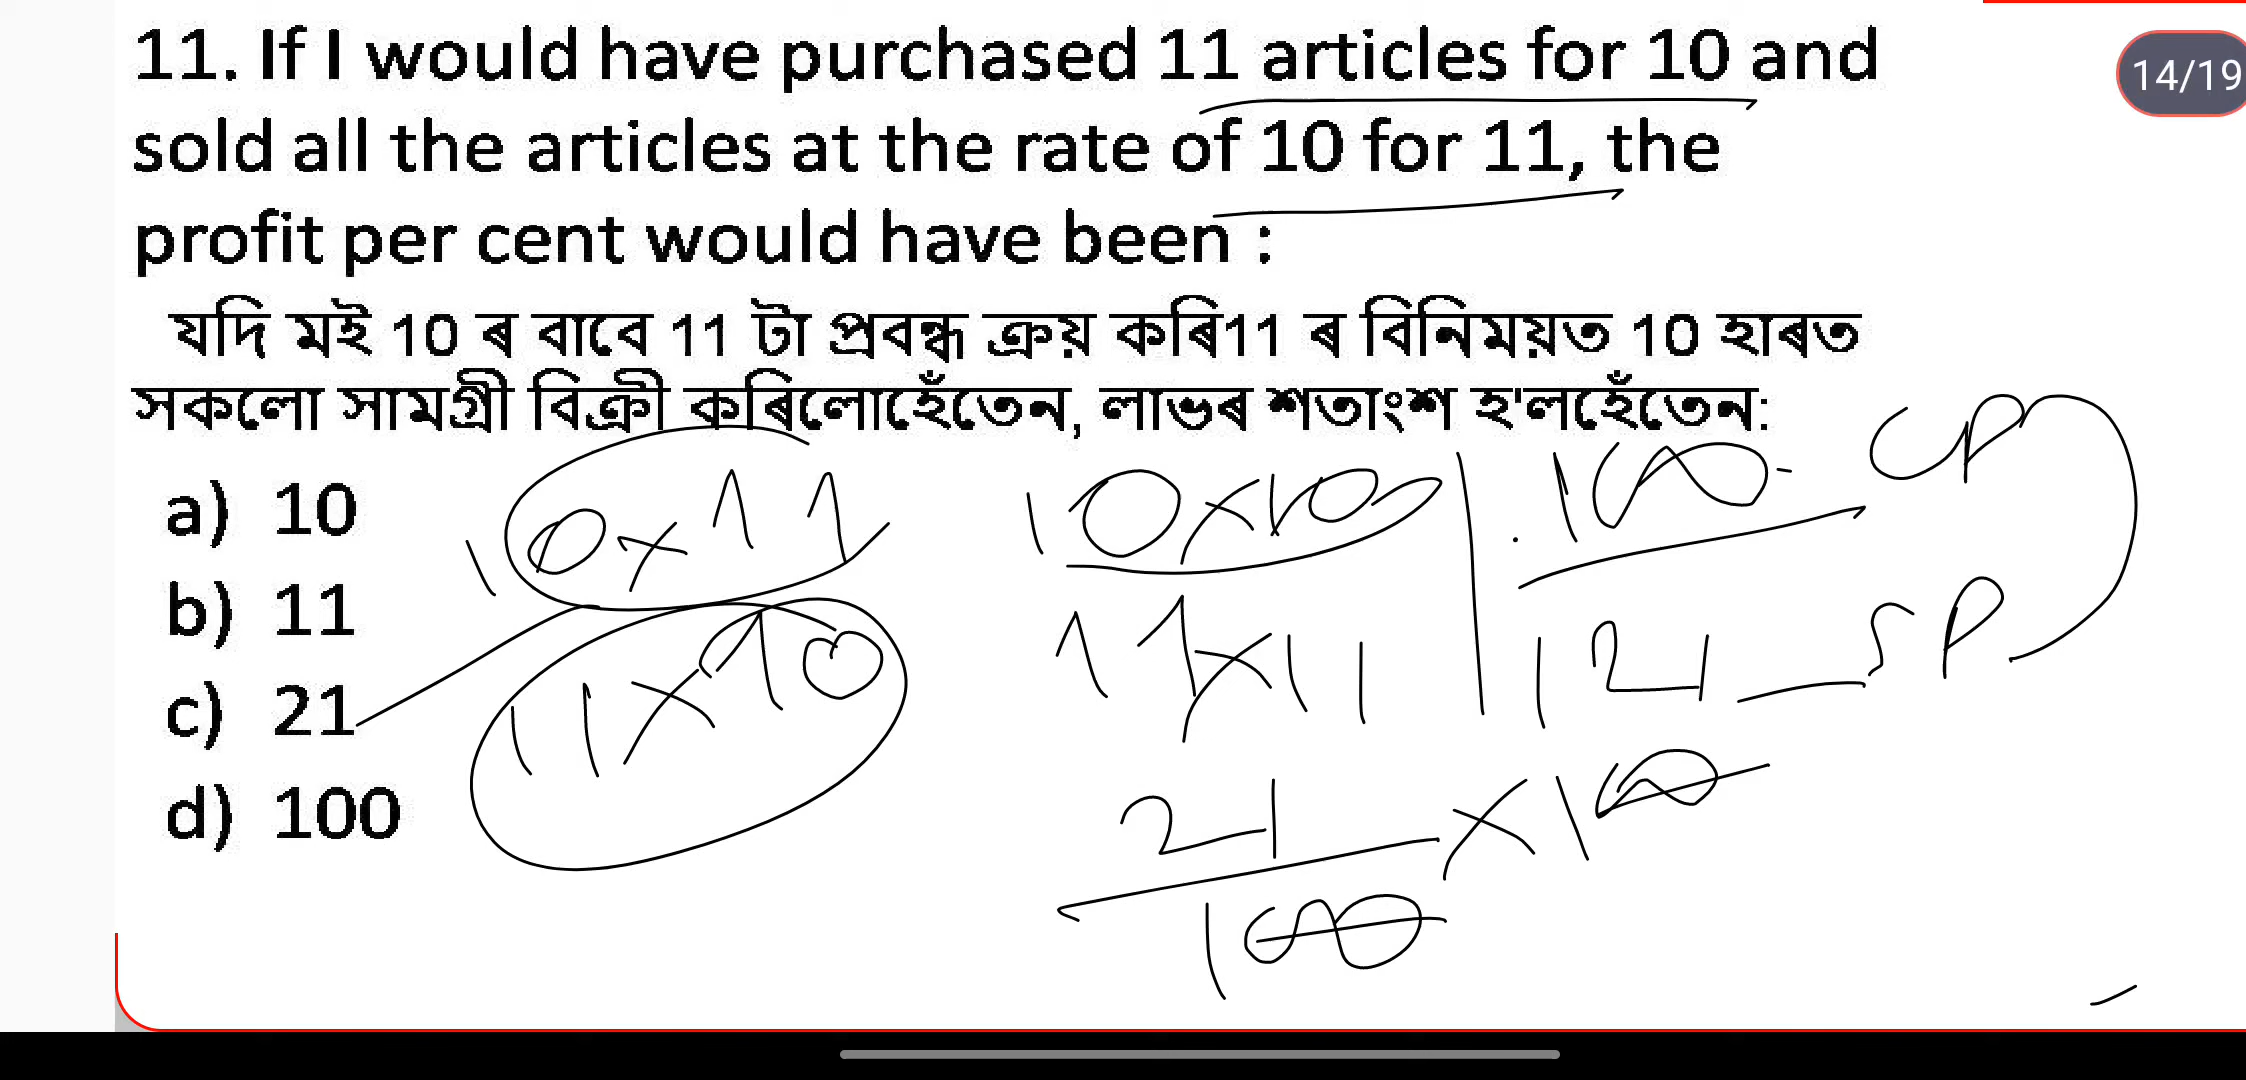 11. If I would have purchased 11 articles for 10 and
14/19
sold all the articles at the rate of 10 for 11, the
profit per cent would have been :
যদি মই 10 ৰ বাবে 11 টা প্ৰবন্ধ ক্ৰয় কৰি11 ৰ বিনিময়ত 10 হাৰত
সকলো সামগ্ৰী বিক্ৰী কৰিলোহেঁতেন, লাভৰ শতাংশ হ'লহেঁতেন:
a) 10
b) 11
c) 21
d) 100
10 x 11
11 x 10
10 x 10
11 x 11
100 - CP
121 - SP
21
x 100
100